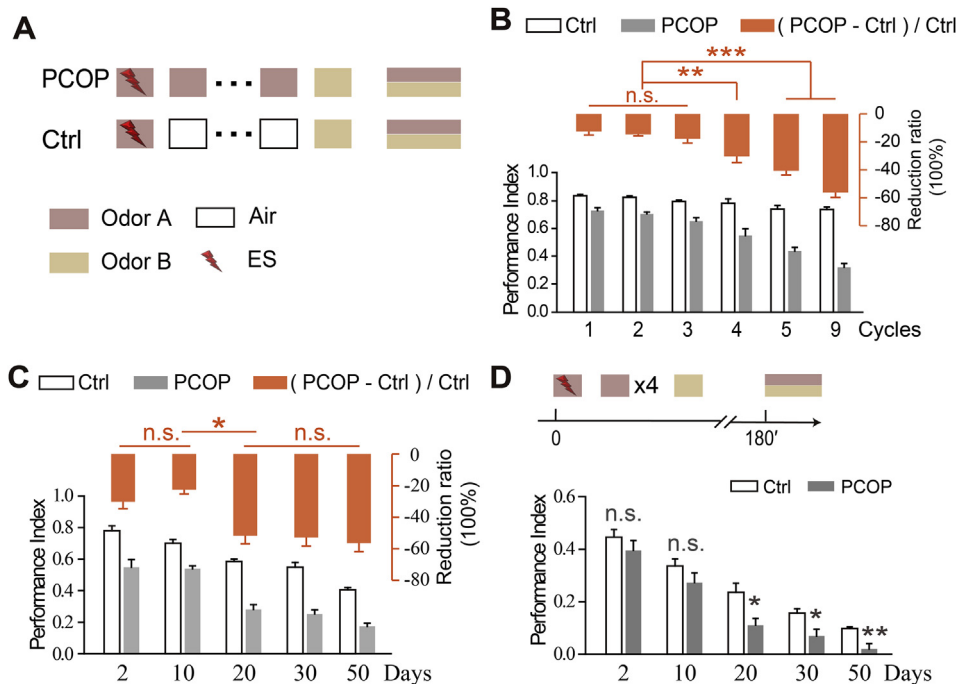 A
PCOP
Ctrl
Odor A
Air
Odor B
ES
B
Ctrl
PCOP
( PCOP - Ctrl ) / Ctrl
***
**
n.s.
0
-20
-40
-60
-80
Reduction ratio
(100%)
Performance Index
1.0
0.8
0.6
0.4
0.2
0.0
1 2 3 4 5 9 Cycles
C
Ctrl
PCOP
( PCOP - Ctrl ) / Ctrl
n.s. * n.s.
0
-20
-40
-60
-80
Reduction ratio
(100%)
Performance Index
1.0
0.8
0.6
0.4
0.2
0.0
2 10 20 30 50 Days
D
x4
0 180′
Ctrl
PCOP
0.6
0.4
0.2
0.0
Performance Index
n.s.
n.s.
*
*
**
2 10 20 30 50 Days